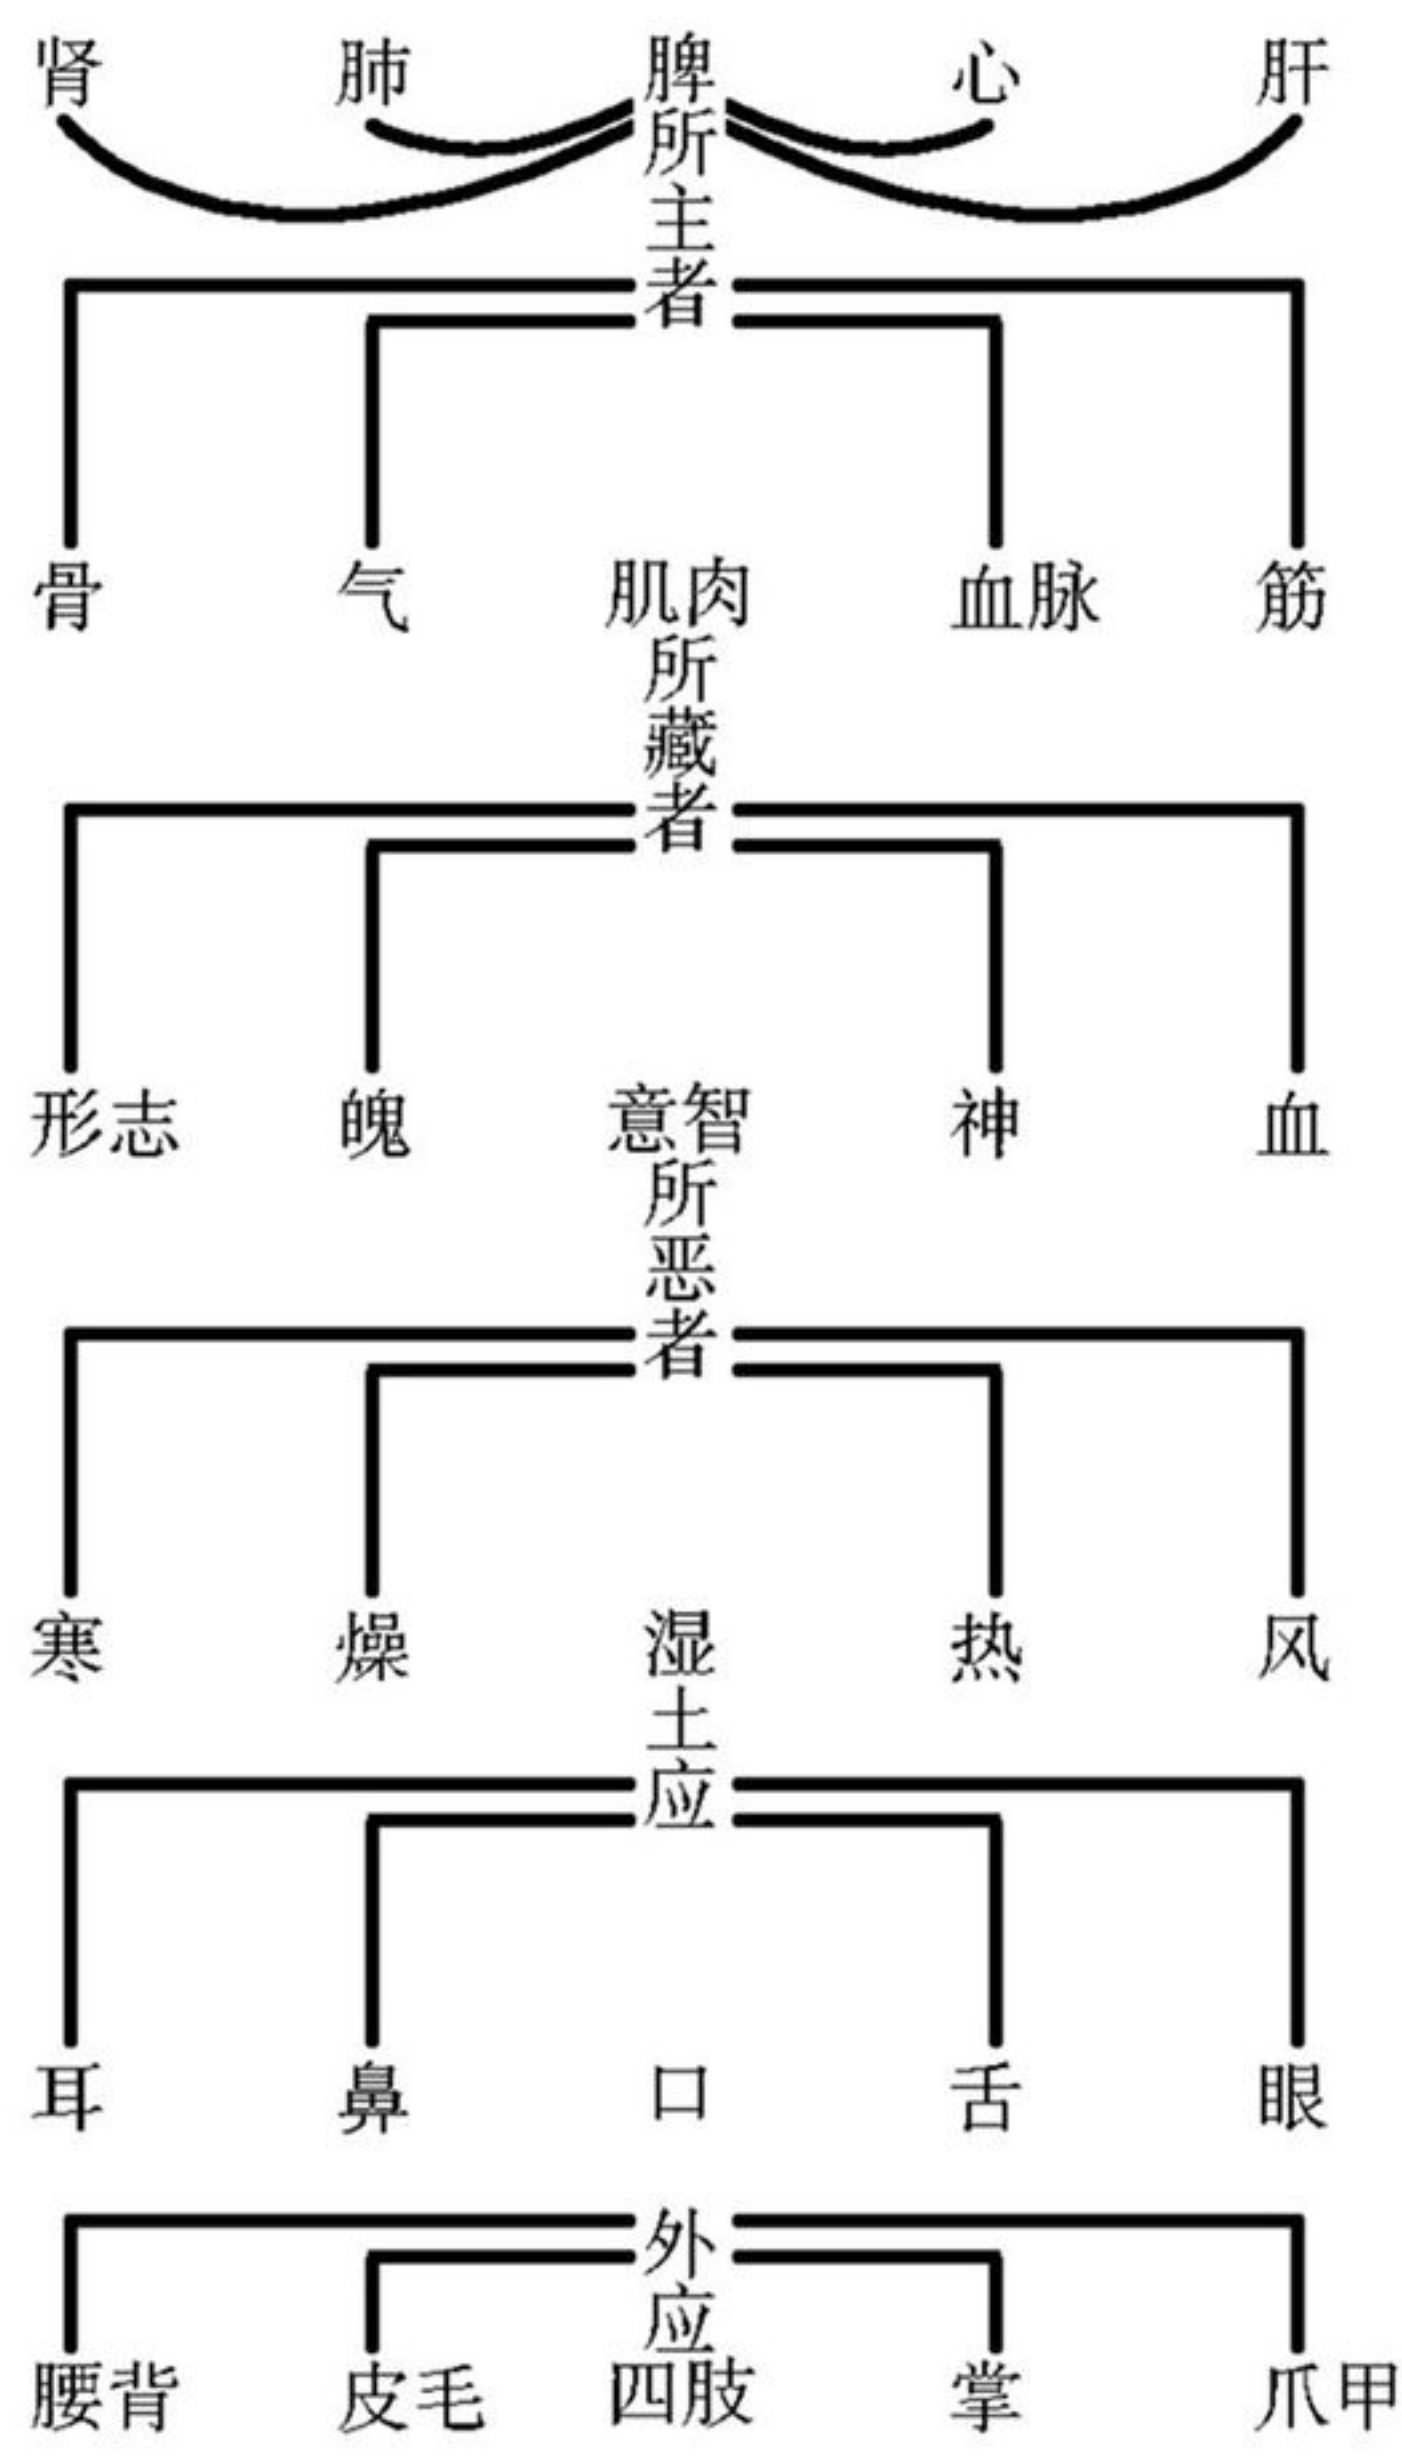 肾 肺 脾 心 肝
所
主
者
骨 气 肌肉 血脉 筋
所
藏
者
形志 魄 意智 神 血
所
恶
者
寒 燥 湿 热 风
土
应
耳 鼻 口 舌 眼
外
应
腰背 皮毛 四肢 掌 爪甲